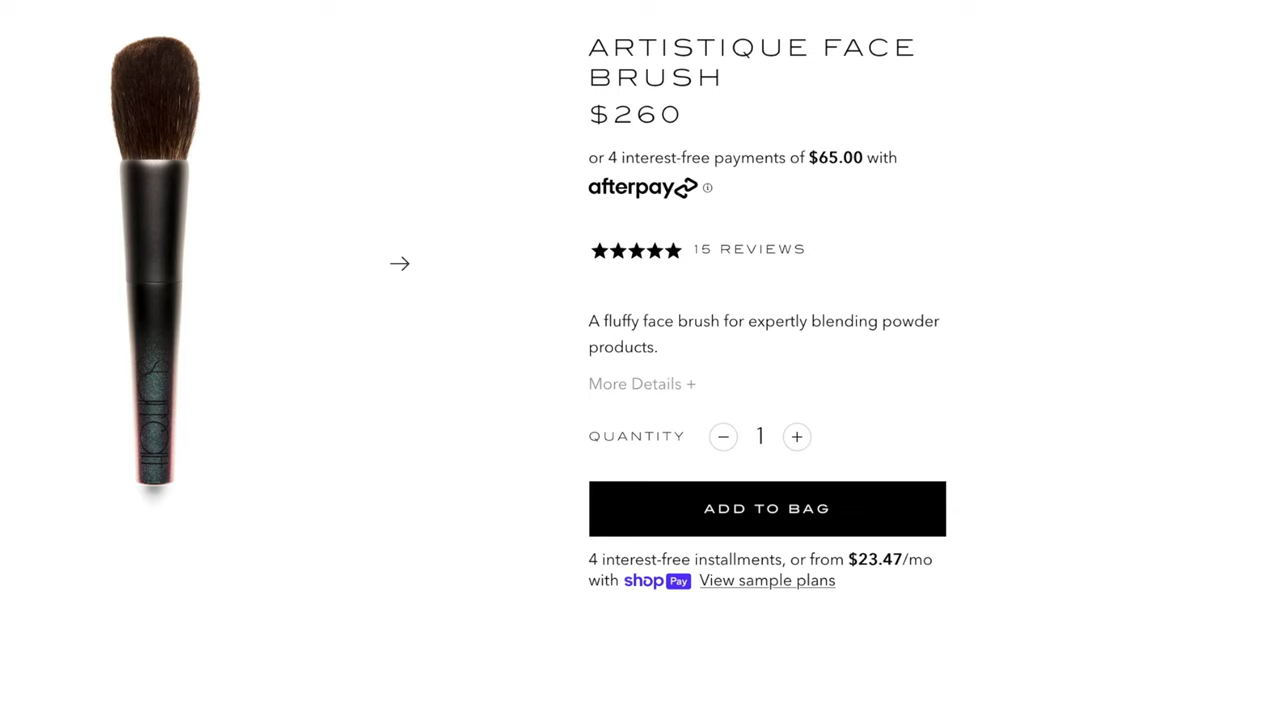 ARTISTIQUE FACE
BRUSH
$260
or 4 interest-free payments of $65.00 with
afterpay
15 REVIEWS
A fluffy face brush for expertly blending powder
products.
More Details +
QUANTITY − 1 +
ADD TO BAG
4 interest-free installments, or from $23.47/mo
with shop Pay View sample plans